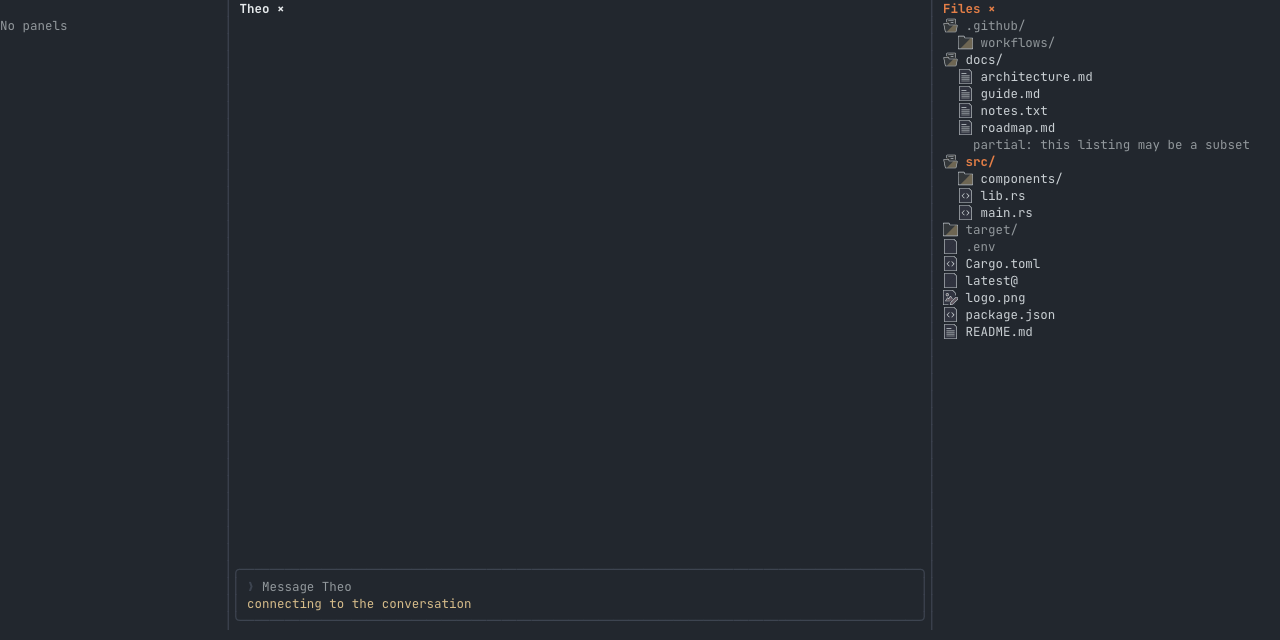 No panels
Theo ×
⟩ Message Theo
connecting to the conversation
Files ×
.github/
workflows/
docs/
architecture.md
guide.md
notes.txt
roadmap.md
partial: this listing may be a subset
src/
components/
lib.rs
main.rs
target/
.env
Cargo.toml
latest@
logo.png
package.json
README.md